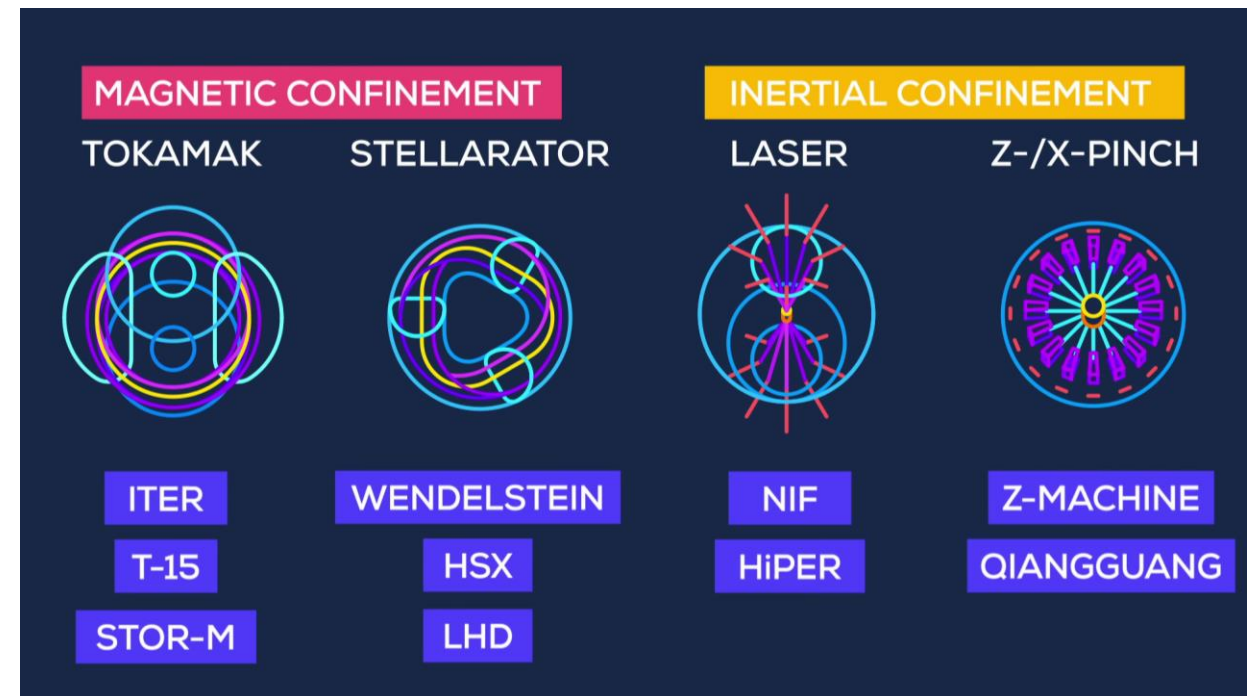 MAGNETIC CONFINEMENT
INERTIAL CONFINEMENT
TOKAMAK
STELLARATOR
LASER
Z-/X-PINCH
ITER
WENDELSTEIN
NIF
Z-MACHINE
T-15
HSX
HiPER
QIANGGUANG
STOR-M
LHD